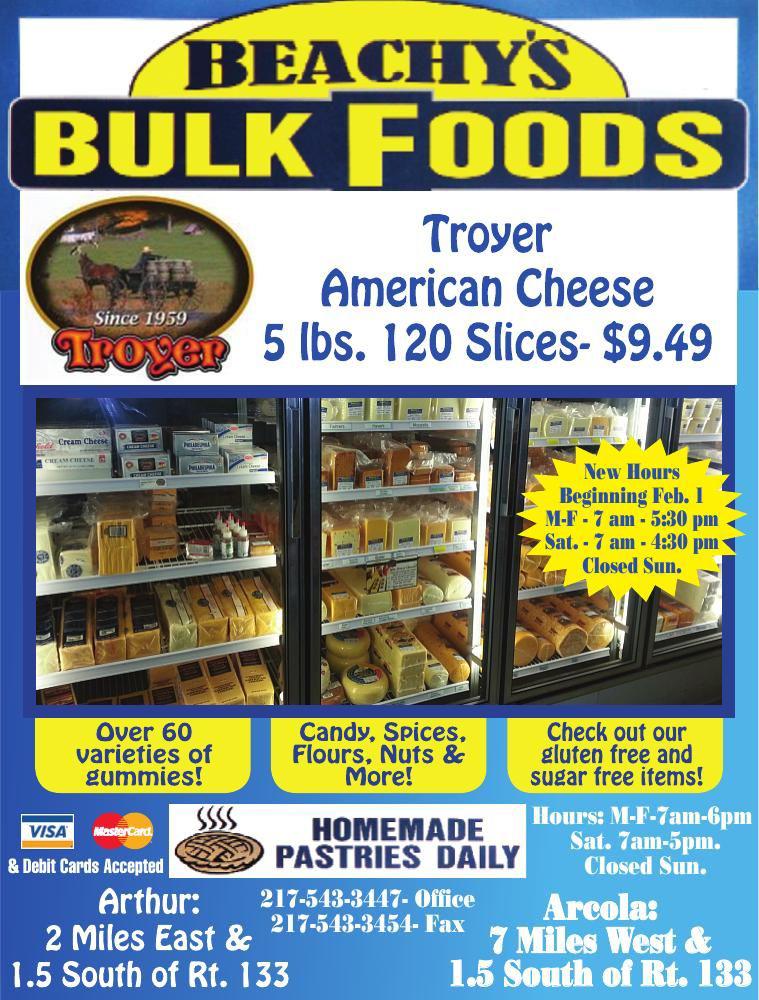 BEACHY'S
BULK FOODS
Since 1959
Troyer
Troyer
American Cheese
5 lbs. 120 Slices- $9.49
Cream Cheese
CREAM CHEESE
PHILADELPHIA
PHILADELPHIA
New Hours
Beginning Feb. 1
M-F - 7 am - 5:30 pm
Sat. - 7 am - 4:30 pm
Closed Sun.
Over 60
varieties of
gummies!
Candy, Spices,
Flours, Nuts &
More!
Check out our
gluten free and
sugar free items!
VISA
MasterCard.
& Debit Cards Accepted
HOMEMADE
PASTRIES DAILY
Hours: M-F-7am-6pm
Sat. 7am-5pm.
Closed Sun.
Arthur:
2 Miles East &
1.5 South of Rt. 133
217-543-3447- Office
217-543-3454- Fax
Arcola:
7 Miles West &
1.5 South of Rt. 133